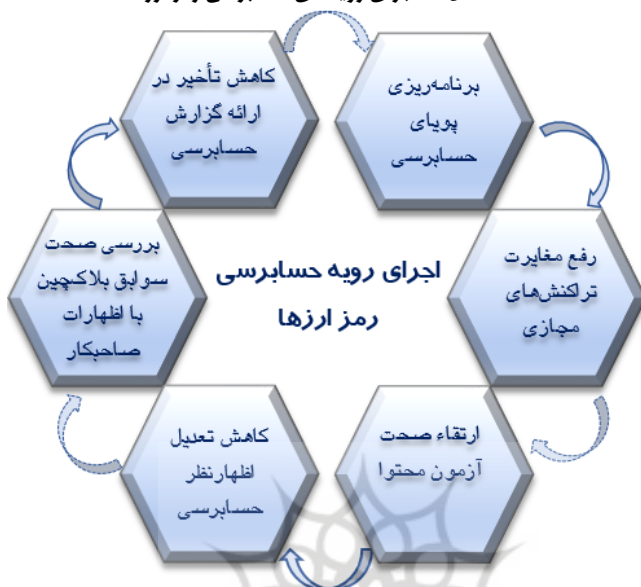 برنامه‌ریزی
پویای
حسابرسی
رفع مغایرت
تراکنش‌های
مجازی
ارتقاء صحت
آزمون محتوا
کاهش تعدیل
اظهارنظر
حسابرسی
بررسی صحت
سوابق بلاکچین
با اظهارات
صاحبکار
کاهش تأخیر در
ارائه گزارش
حسابرسی
اجرای رویه حسابرسی
رمز ارزها